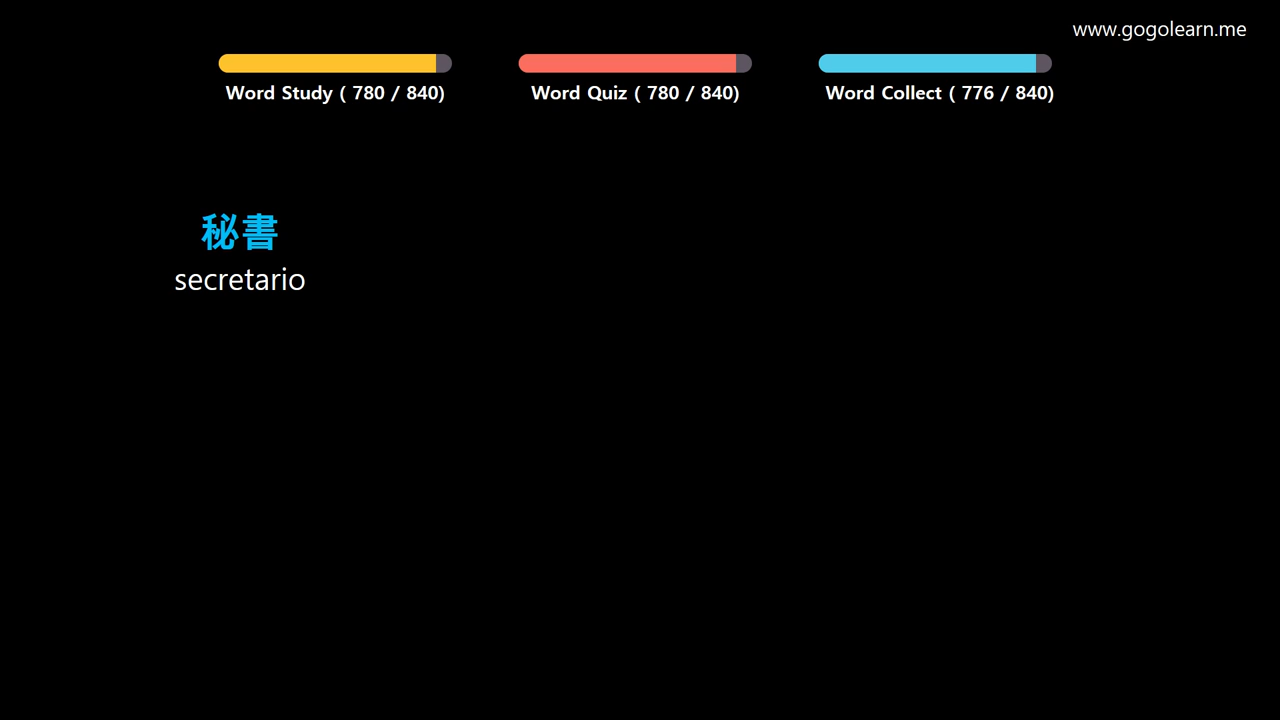 www.gogolearn.me
Word Study ( 780 / 840)
Word Quiz ( 780 / 840)
Word Collect ( 776 / 840)
秘書
secretario